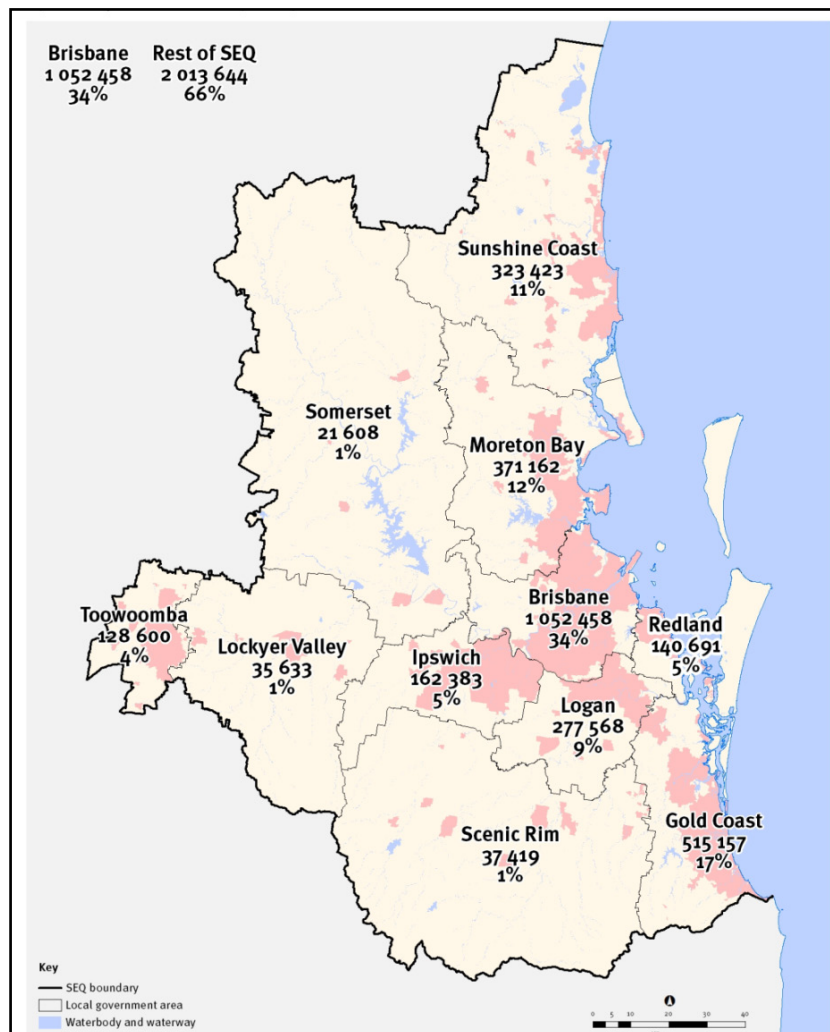 Brisbane
1 052 458
34%
Rest of SEQ
2 013 644
66%
Sunshine Coast
323 423
11%
Somerset
21 608
1%
Moreton Bay
371 162
12%
Brisbane
1 052 458
34%
Redland
140 691
5%
Toowoomba
128 600
4%
Lockyer Valley
35 633
1%
Ipswich
162 383
5%
Logan
277 568
9%
Scenic Rim
37 419
1%
Gold Coast
515 157
17%
Key
SEQ boundary
Local government area
Waterbody and waterway
0 5 10 20 30 40